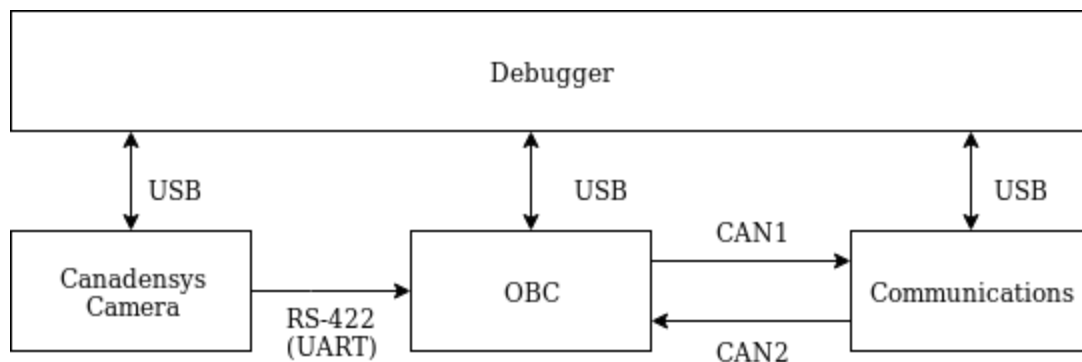 Debugger
USB
USB
USB
CAN1
Canadensys
Camera
OBC
Communications
RS-422
(UART)
CAN2